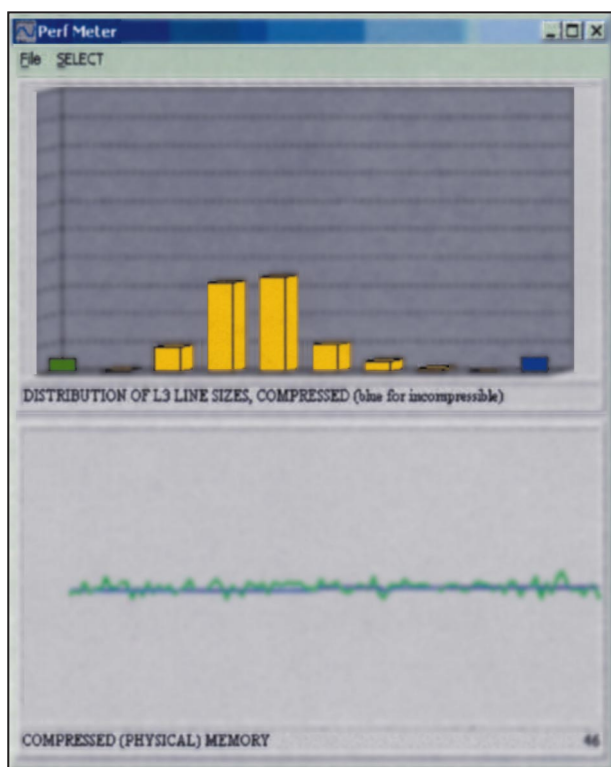 Perf Meter
File SELECT
DISTRIBUTION OF L3 LINE SIZES, COMPRESSED (blue for incompressible)
COMPRESSED (PHYSICAL) MEMORY 46